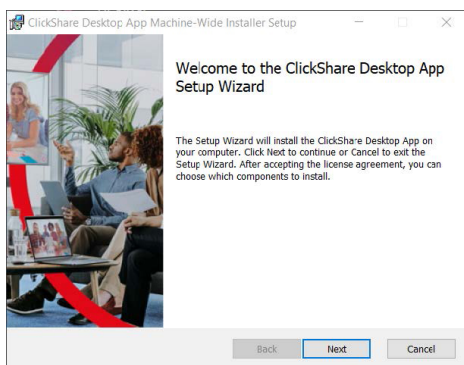 ClickShare Desktop App Machine-Wide Installer Setup
Welcome to the ClickShare Desktop App
Setup Wizard
The Setup Wizard will install the ClickShare Desktop App on
your computer. Click Next to continue or Cancel to exit the
Setup Wizard. After accepting the license agreement, you can
choose which components to install.
Back Next Cancel